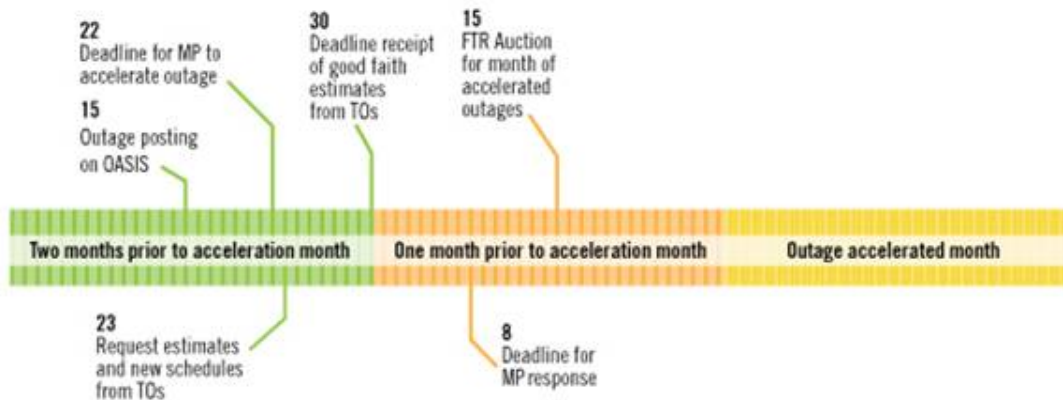 22
Deadline for MP to
accelerate outage
15
Outage posting
on OASIS
30
Deadline receipt
of good faith
estimates
from TOs
15
FTR Auction
for month of
accelerated
outages
Two months prior to acceleration month
One month prior to acceleration month
Outage accelerated month
23
Request estimates
and new schedules
from TOs
8
Deadline for
MP response